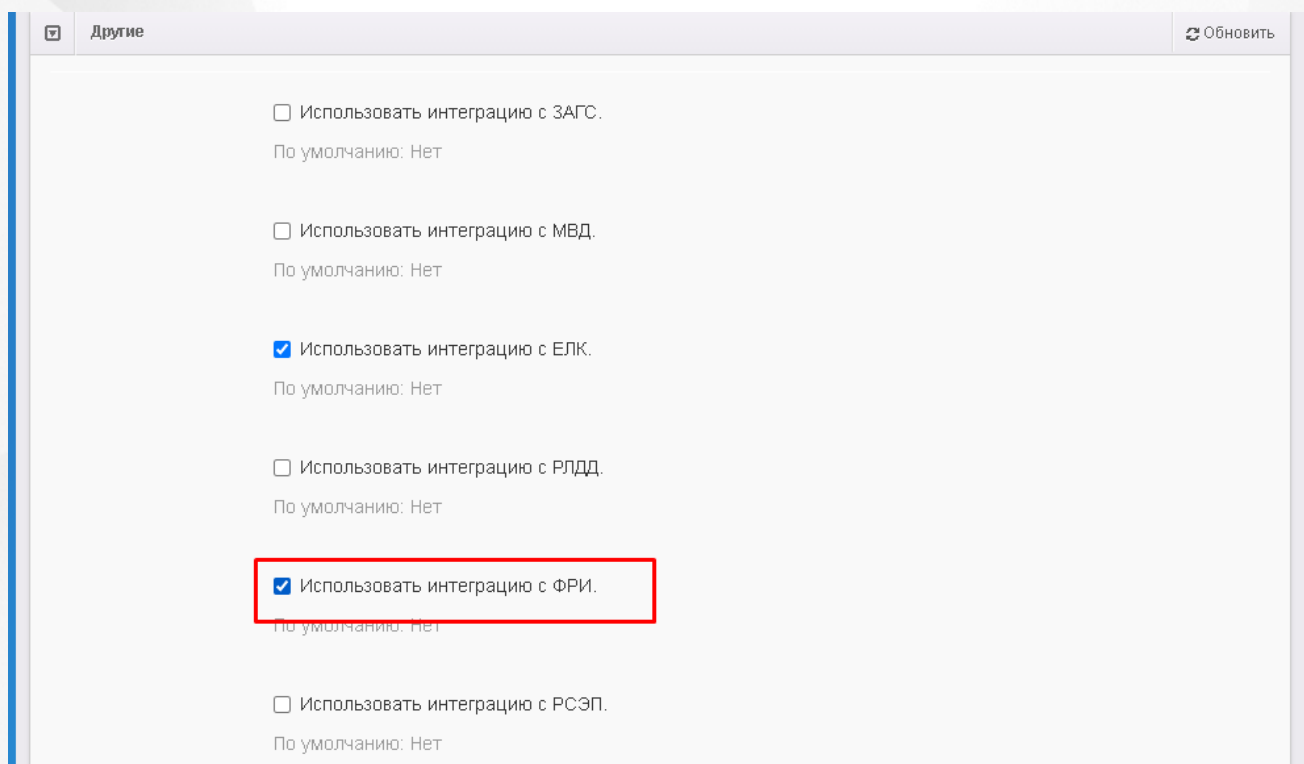 Другие
Обновить
Использовать интеграцию с ЗАГС.
По умолчанию: Нет
Использовать интеграцию с МВД.
По умолчанию: Нет
Использовать интеграцию с ЕЛК.
По умолчанию: Нет
Использовать интеграцию с РЛДД.
По умолчанию: Нет
Использовать интеграцию с ФРИ.
По умолчанию: Нет
Использовать интеграцию с РСЭП.
По умолчанию: Нет